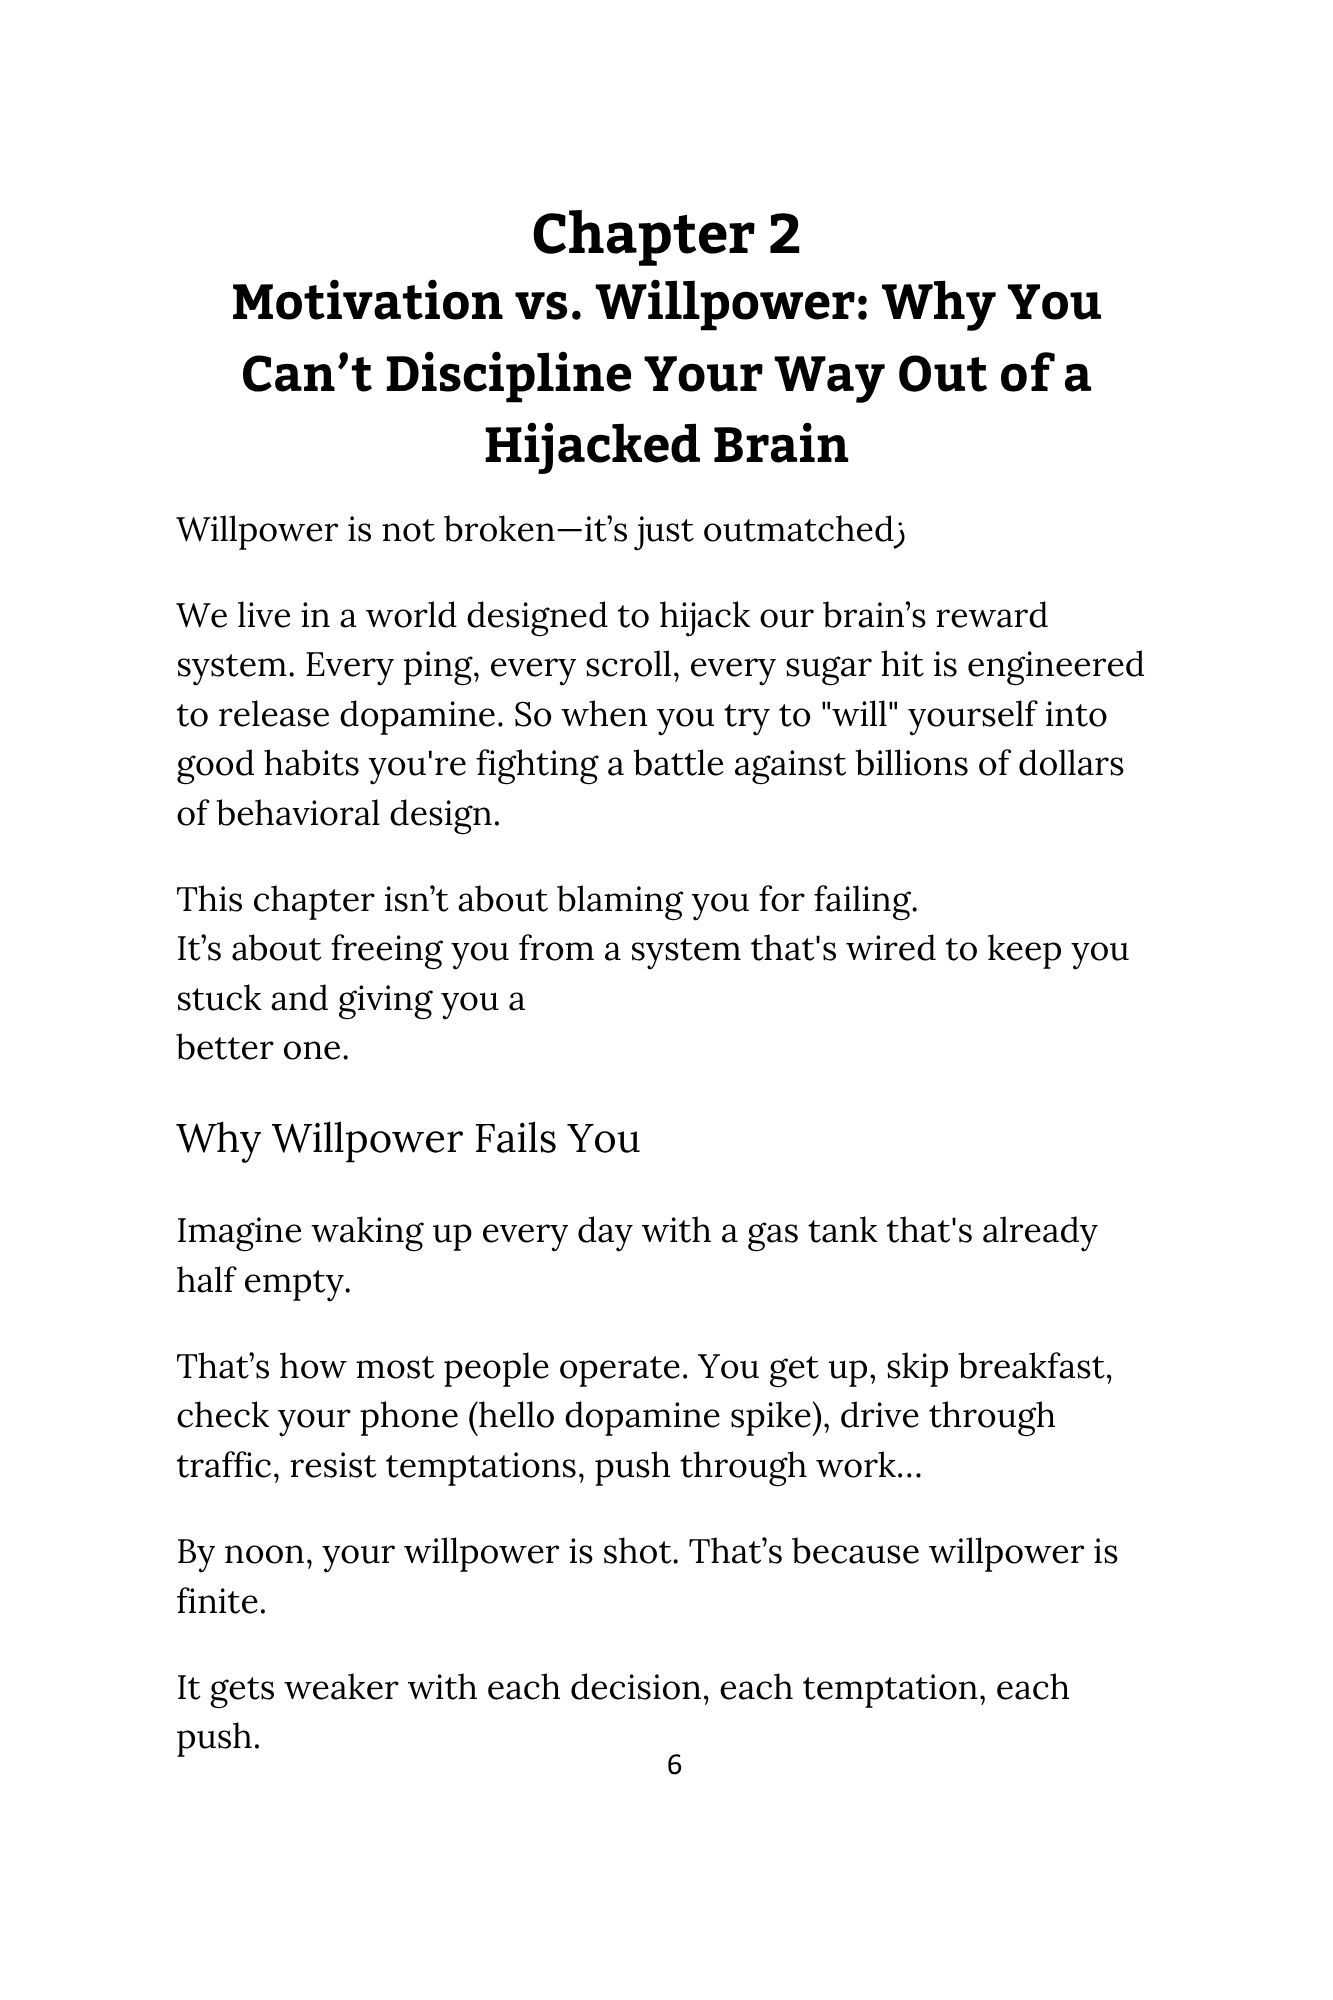 Chapter 2
Motivation vs. Willpower: Why You
Can’t Discipline Your Way Out of a
Hijacked Brain
Willpower is not broken—it’s just outmatchedز
We live in a world designed to hijack our brain’s reward
system. Every ping, every scroll, every sugar hit is engineered
to release dopamine. So when you try to "will" yourself into
good habits you're fighting a battle against billions of dollars
of behavioral design.
This chapter isn’t about blaming you for failing.
It’s about freeing you from a system that's wired to keep you
stuck and giving you a
better one.
Why Willpower Fails You
Imagine waking up every day with a gas tank that's already
half empty.
That’s how most people operate. You get up, skip breakfast,
check your phone (hello dopamine spike), drive through
traffic, resist temptations, push through work…
By noon, your willpower is shot. That’s because willpower is
finite.
It gets weaker with each decision, each temptation, each
push.
6